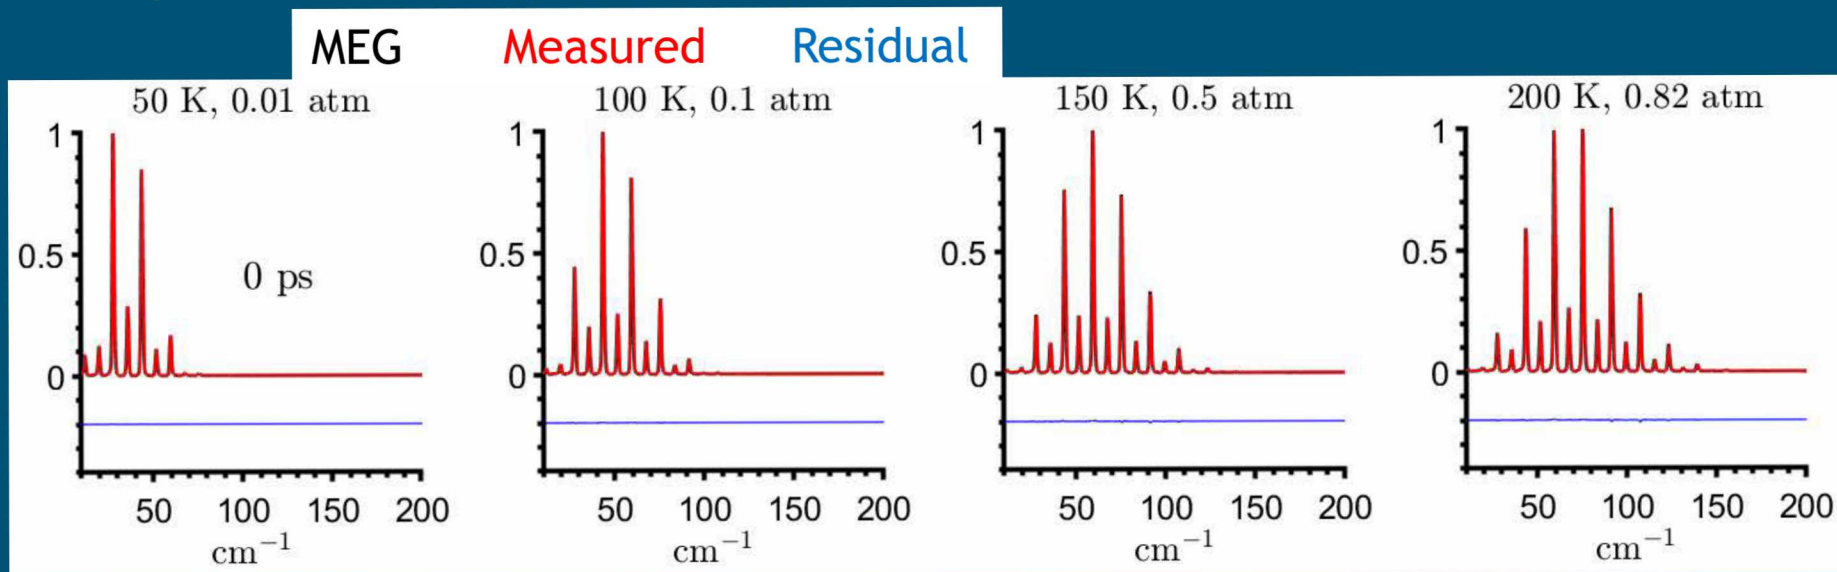 MEG Measured Residual
50 K, 0.01 atm 100 K, 0.1 atm 150 K, 0.5 atm 200 K, 0.82 atm
1 1 1 1
0.5 0.5 0.5 0.5
0 ps
0 0 0 0
50 100 150 200 50 100 150 200 50 100 150 200 50 100 150 200
cm⁻¹ cm⁻¹ cm⁻¹ cm⁻¹